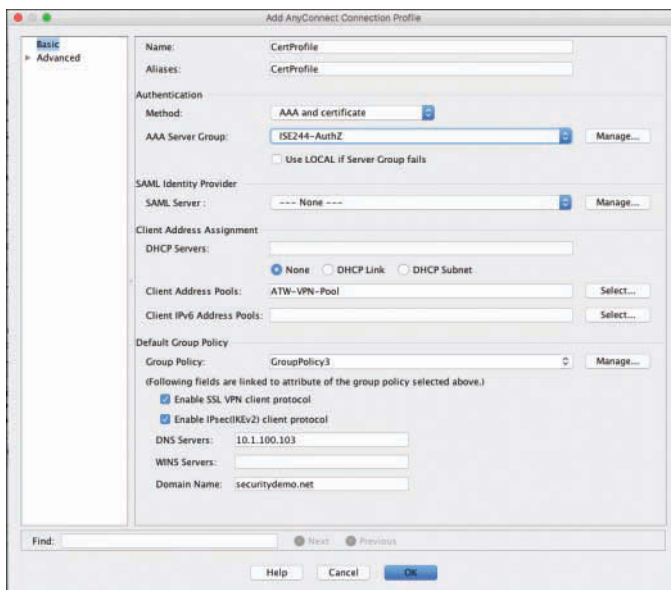 Add AnyConnect Connection Profile
Basic
Advanced
Name: CertProfile
Aliases: CertProfile
Authentication
Method: AAA and certificate
AAA Server Group: ISE244-AuthZ Manage...
Use LOCAL if Server Group fails
SAML Identity Provider
SAML Server : --- None --- Manage...
Client Address Assignment
DHCP Servers:
None DHCP Link DHCP Subnet
Client Address Pools: ATW-VPN-Pool Select...
Client IPv6 Address Pools: Select...
Default Group Policy
Group Policy: GroupPolicy3 Manage...
(Following fields are linked to attribute of the group policy selected above.)
Enable SSL VPN client protocol
Enable IPsec(IKEv2) client protocol
DNS Servers: 10.1.100.103
WINS Servers:
Domain Name: securitydemo.net
Find: Next Previous
Help Cancel OK